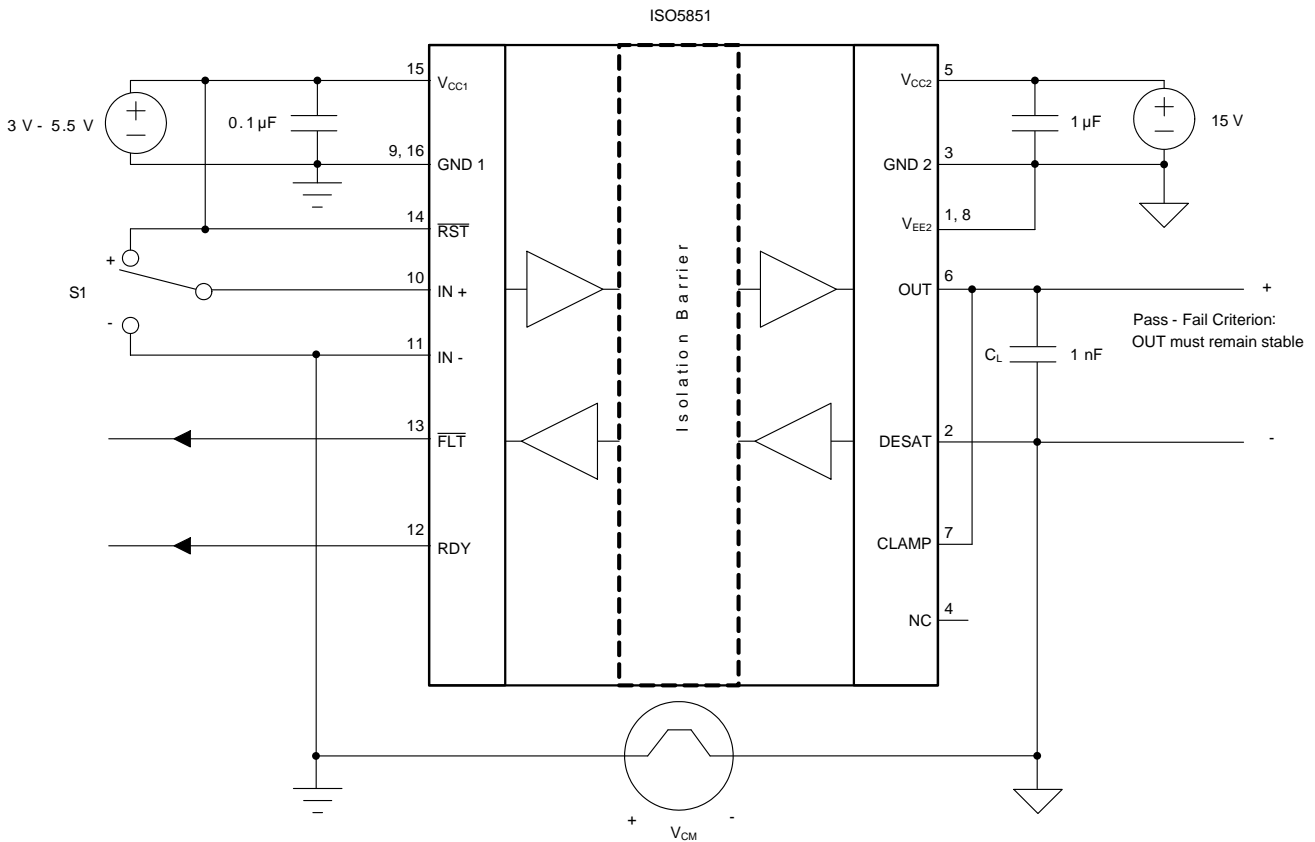 ISO5851
15
VCC1
VCC2
5
3 V - 5.5 V
+
−
0.1 µF
1 µF
+
−
15 V
9, 16
GND 1
GND 2
3
14
RST
VEE2
1, 8
S1
+
-
10
IN +
OUT
6
+
Pass - Fail Criterion:
OUT must remain stable
11
IN -
CL
1 nF
Isolation Barrier
13
FLT
DESAT
2
-
12
RDY
CLAMP
7
NC
4
+
-
VCM